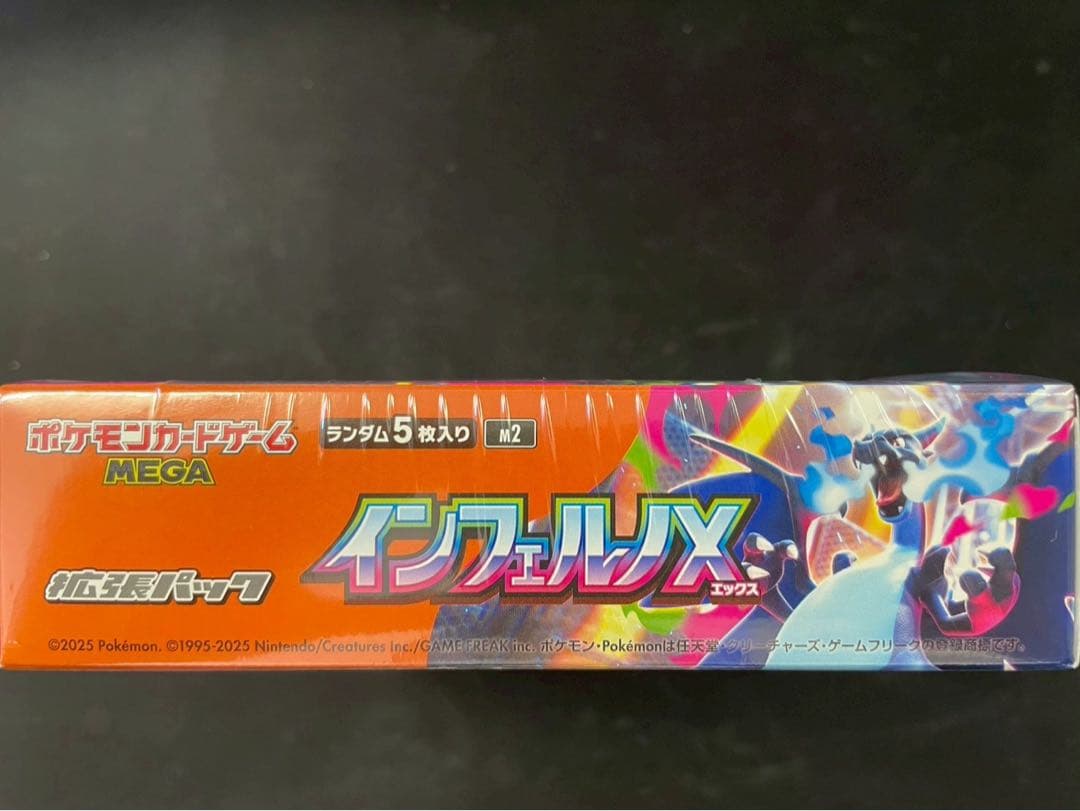 ポケモンカードゲーム
MEGA
ランダム5枚入り
M2
インフェルノX
エックス
拡張パック
©2025 Pokémon. ©1995-2025 Nintendo/Creatures Inc./GAME FREAK inc. ポケモン・Pokémonは任天堂・クリーチャーズ・ゲームフリークの登録商標です。